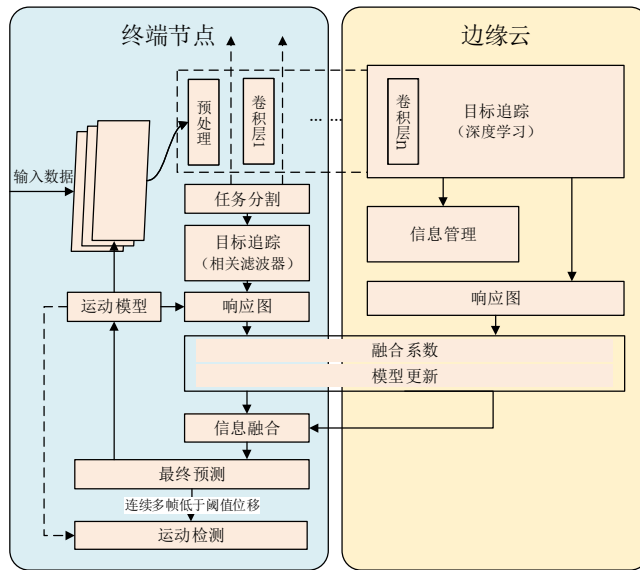 终端节点
边缘云
预处理
卷积层1
……
卷积层n
目标追踪
（深度学习）
输入数据
任务分割
目标追踪
（相关滤波器）
信息管理
运动模型
响应图
响应图
融合系数
模型更新
信息融合
最终预测
连续多帧低于阈值位移
运动检测